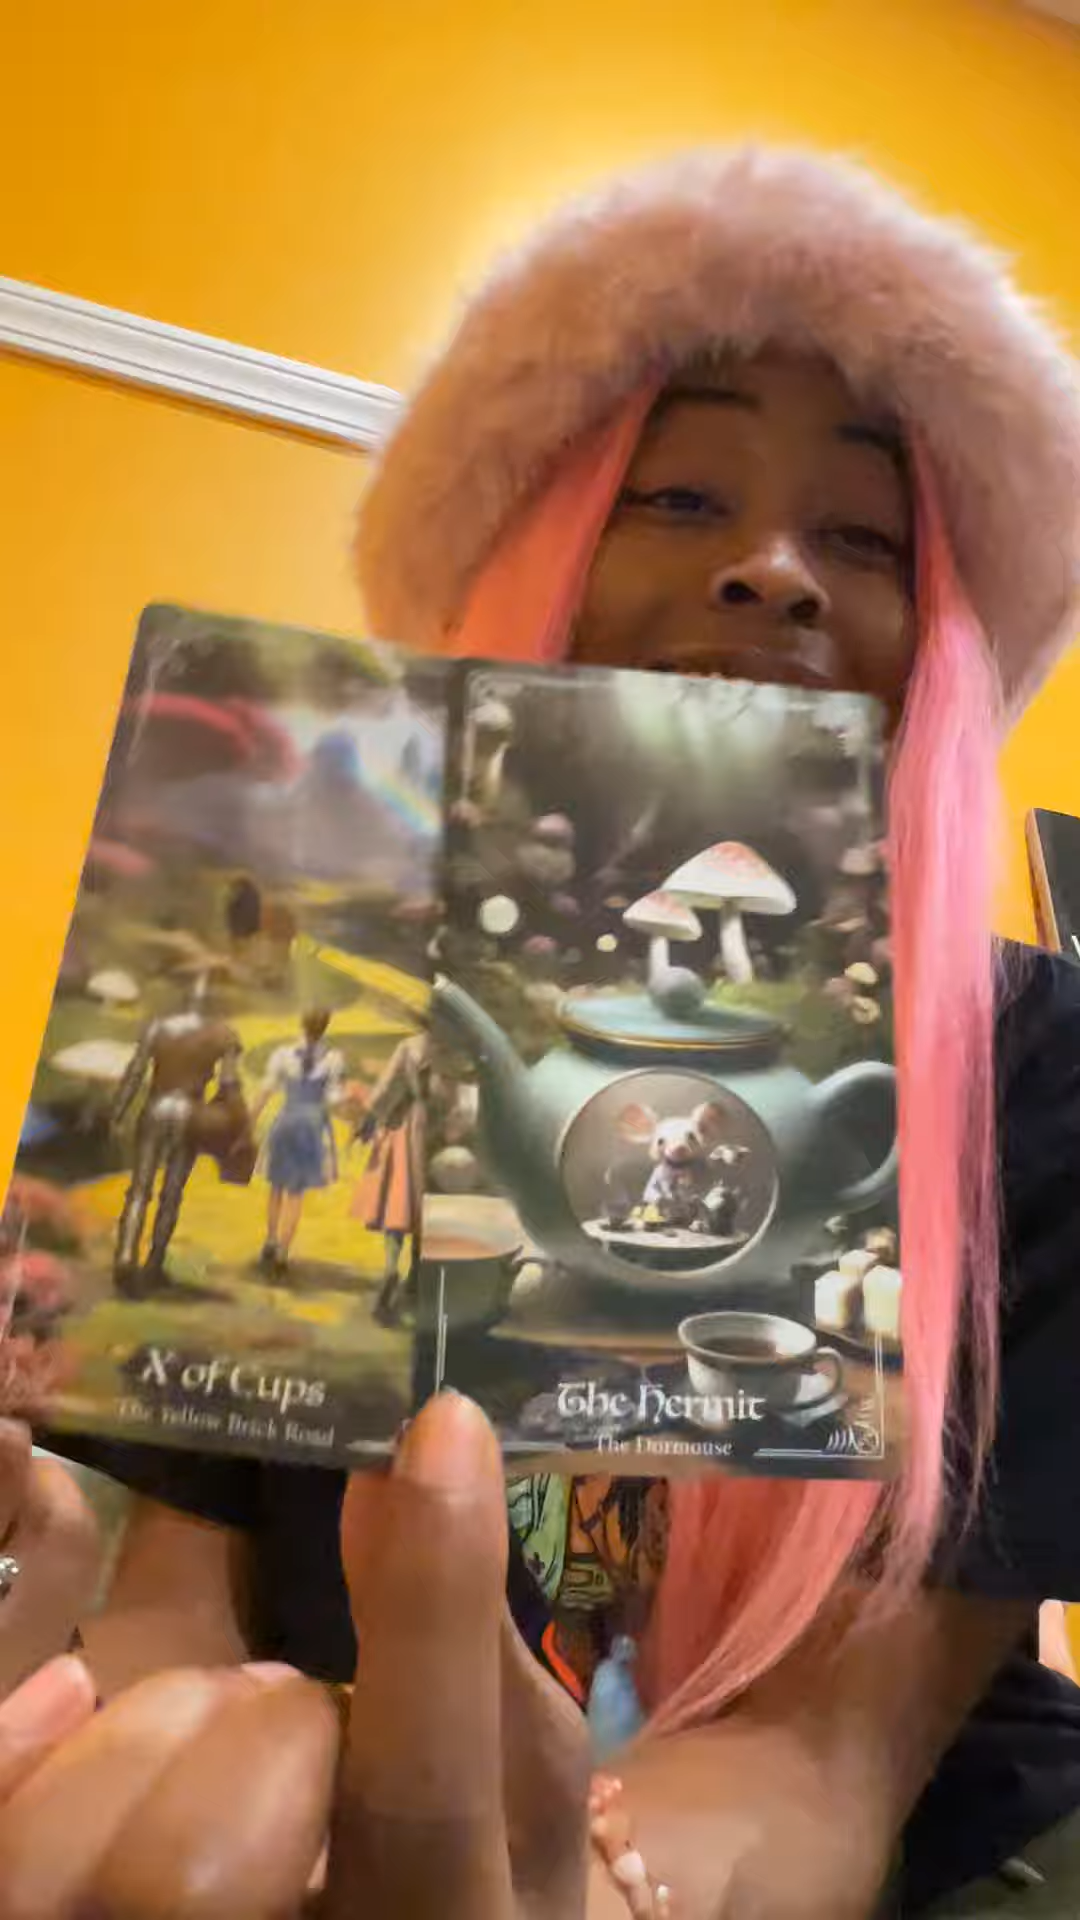 X of Cups
The Yellow Brick Road
The Hermit
The Dormouse